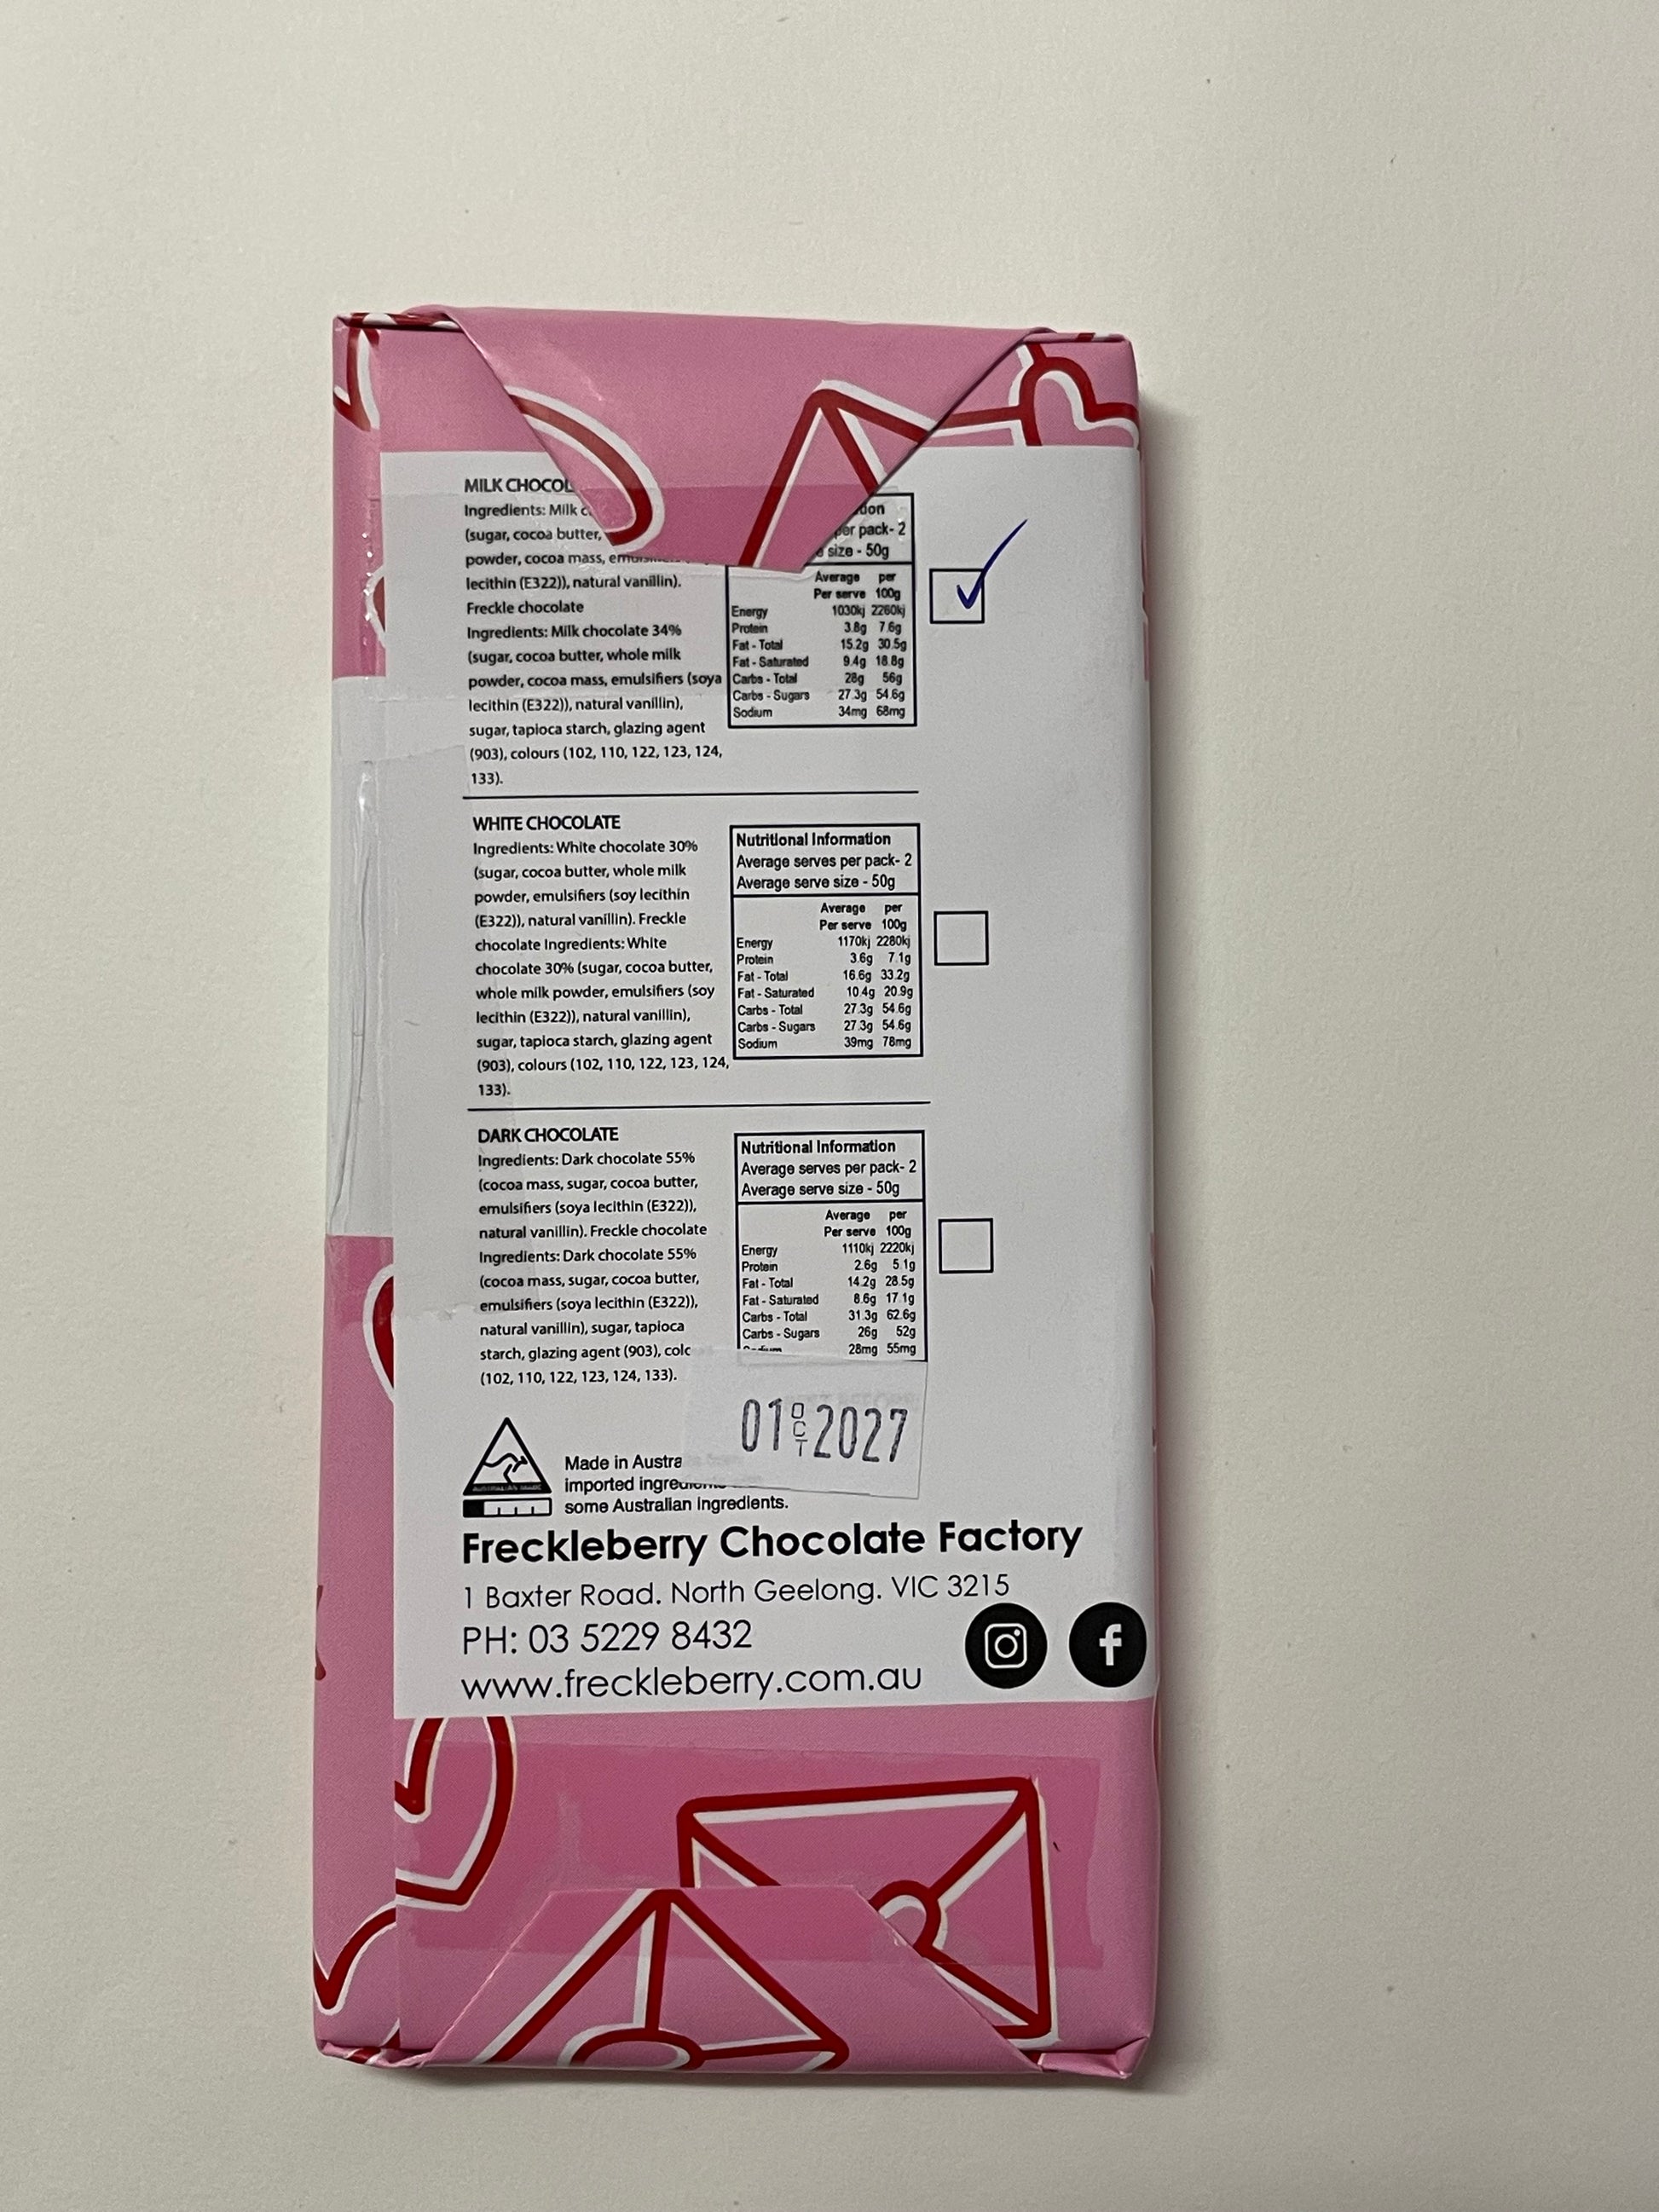 MILK CHOCOL
Ingredients: Milk
(sugar, cocoa butter,
powder, cocoa mass,
lecithin (E322)), natural vanillin).
Freckle chocolate
Ingredients: Milk chocolate 34%
(sugar, cocoa butter, whole milk
powder, cocoa mass, emulsifiers (soya
lecithin (E322)), natural vanillin),
sugar, tapioca starch, glazing agent
(903), colours (102, 110, 122, 123, 124,
133).
per pack- 2
size - 50g
Average per
Per serve 100g
Energy 1030kj 2260kj
Protein 3.8g 7.6g
Fat - Total 15.2g 30.5g
Fat - Saturated 9.4g 18.8g
Carbs - Total 28g 56g
Carbs - Sugars 27.3g 54.6g
Sodium 34mg 68mg
WHITE CHOCOLATE
Ingredients: White chocolate 30%
(sugar, cocoa butter, whole milk
powder, emulsifiers (soy lecithin
(E322)), natural vanillin). Freckle
chocolate Ingredients: White
chocolate 30% (sugar, cocoa butter,
whole milk powder, emulsifiers (soy
lecithin (E322)), natural vanillin),
sugar, tapioca starch, glazing agent
(903), colours (102, 110, 122, 123, 124,
133).
Nutritional Information
Average serves per pack- 2
Average serve size - 50g
Average per
Per serve 100g
Energy 1170kj 2280kj
Protein 3.6g 7.1g
Fat - Total 16.6g 33.2g
Fat - Saturated 10.4g 20.9g
Carbs - Total 27.3g 54.6g
Carbs - Sugars 27.3g 54.6g
Sodium 39mg 78mg
DARK CHOCOLATE
Ingredients: Dark chocolate 55%
(cocoa mass, sugar, cocoa butter,
emulsifiers (soya lecithin (E322)),
natural vanillin). Freckle chocolate
Ingredients: Dark chocolate 55%
(cocoa mass, sugar, cocoa butter,
emulsifiers (soya lecithin (E322)),
natural vanillin), sugar, tapioca
starch, glazing agent (903), colo
(102, 110, 122, 123, 124, 133).
Nutritional Information
Average serves per pack- 2
Average serve size - 50g
Average per
Per serve 100g
Energy 1110kj 2220kj
Protein 2.6g 5.1g
Fat - Total 14.2g 28.5g
Fat - Saturated 8.6g 17.1g
Carbs - Total 31.3g 62.6g
Carbs - Sugars 26g 52g
28mg 55mg
01 OCT 2027
AUSTRALIAN MADE
Made in Austra
imported
some Australian ingredients.
Freckleberry Chocolate Factory
1 Baxter Road. North Geelong. VIC 3215
PH: 03 5229 8432
www.freckleberry.com.au